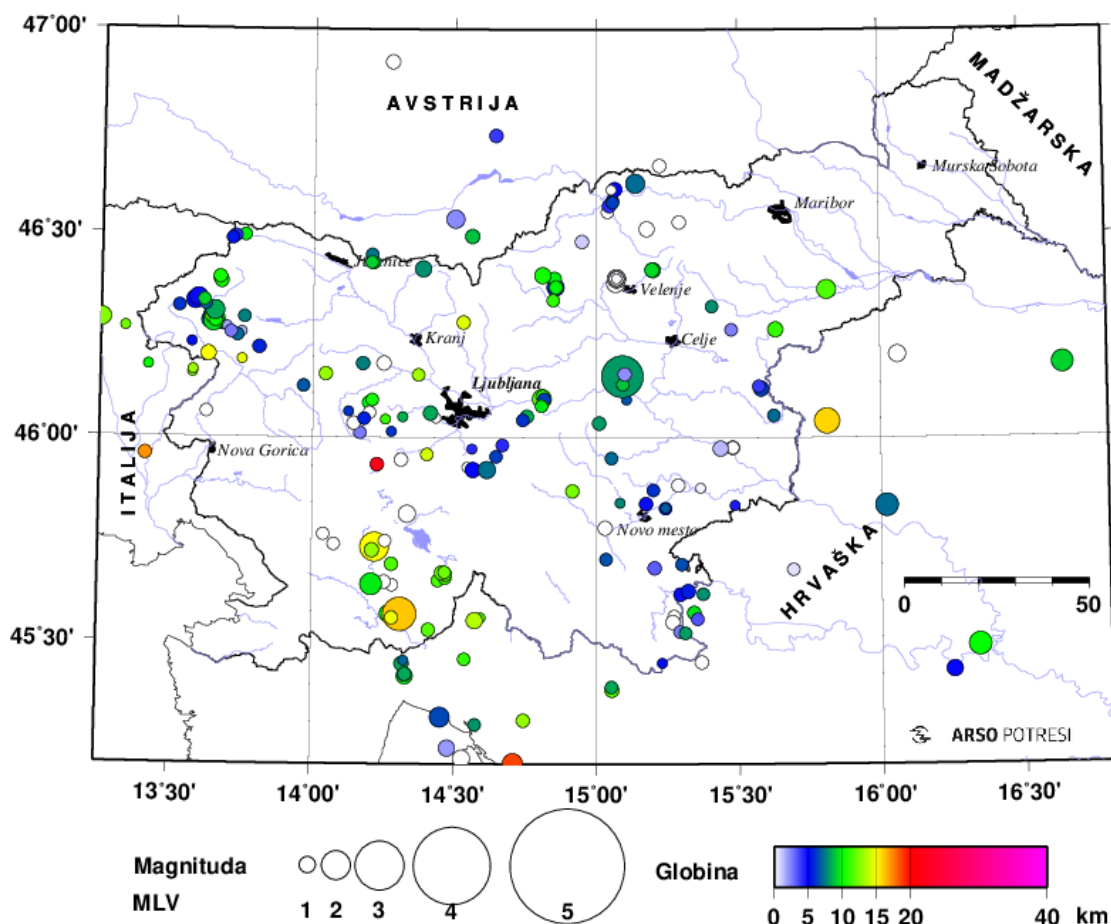 47˚00'
46˚30'
46˚00'
45˚30'
AVSTRIJA
MADŽARSKA
ITALIJA
HRVAŠKA
Murska Sobota
Maribor
Jesenice
Velenje
Kranj
Celje
Ljubljana
Nova Gorica
Novo mesto
0 50
ARSO POTRESI
13˚30' 14˚00' 14˚30' 15˚00' 15˚30' 16˚00' 16˚30'
Magnituda
MLV
1 2 3 4 5
Globina
0 5 10 15 20 40 km